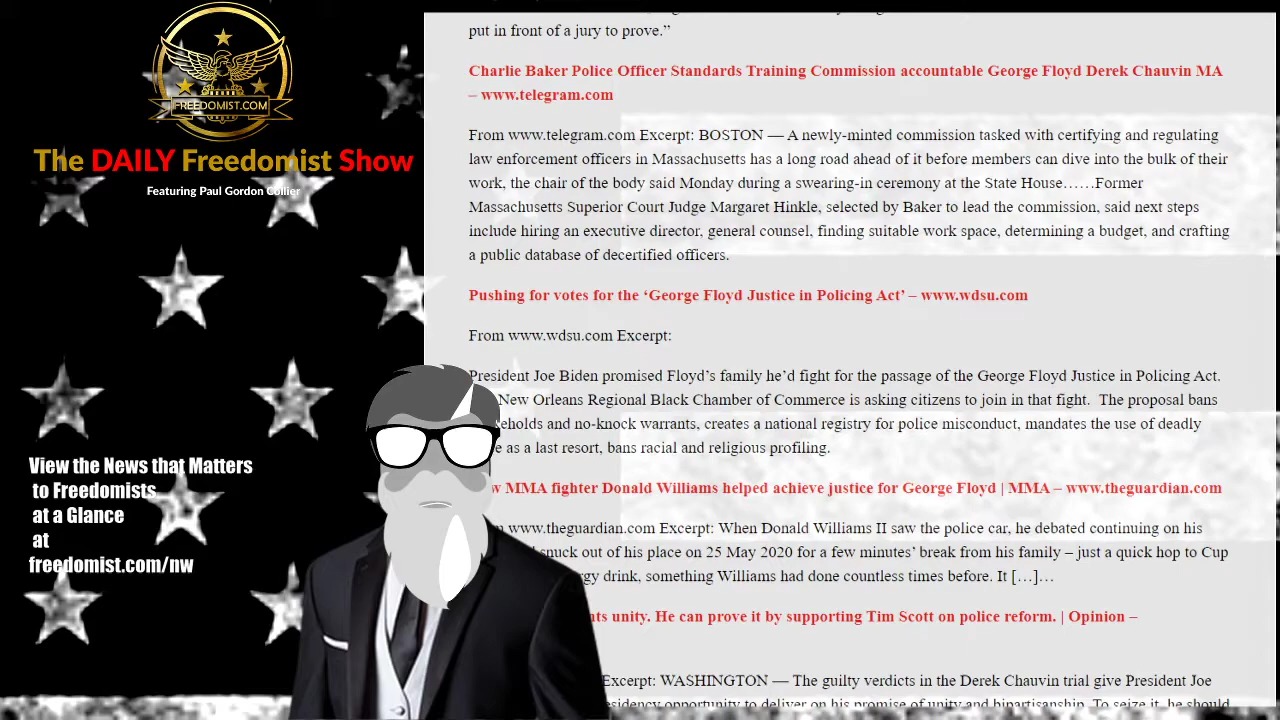 FREEDOMIST.COM
The DAILY Freedomist Show
Featuring Paul Gordon Collier
View the News that Matters
to Freedomists
at a Glance
at
freedomist.com/nw
put in front of a jury to prove.”
Charlie Baker Police Officer Standards Training Commission accountable George Floyd Derek Chauvin MA
– www.telegram.com
From www.telegram.com Excerpt: BOSTON — A newly-minted commission tasked with certifying and regulating
law enforcement officers in Massachusetts has a long road ahead of it before members can dive into the bulk of their
work, the chair of the body said Monday during a swearing-in ceremony at the State House……Former
Massachusetts Superior Court Judge Margaret Hinkle, selected by Baker to lead the commission, said next steps
include hiring an executive director, general counsel, finding suitable work space, determining a budget, and crafting
a public database of decertified officers.
Pushing for votes for the ‘George Floyd Justice in Policing Act’ – www.wdsu.com
From www.wdsu.com Excerpt:
President Joe Biden promised Floyd’s family he’d fight for the passage of the George Floyd Justice in Policing Act.
New Orleans Regional Black Chamber of Commerce is asking citizens to join in that fight. The proposal bans
and no-knock warrants, creates a national registry for police misconduct, mandates the use of deadly
as a last resort, bans racial and religious profiling.
MMA fighter Donald Williams helped achieve justice for George Floyd | MMA – www.theguardian.com
www.theguardian.com Excerpt: When Donald Williams II saw the police car, he debated continuing on his
snuck out of his place on 25 May 2020 for a few minutes’ break from his family – just a quick hop to Cup
drink, something Williams had done countless times before. It […]…
unity. He can prove it by supporting Tim Scott on police reform. | Opinion –
Excerpt: WASHINGTON — The guilty verdicts in the Derek Chauvin trial give President Joe
opportunity to deliver on his promise of unity and bipartisanship. To seize it, he should